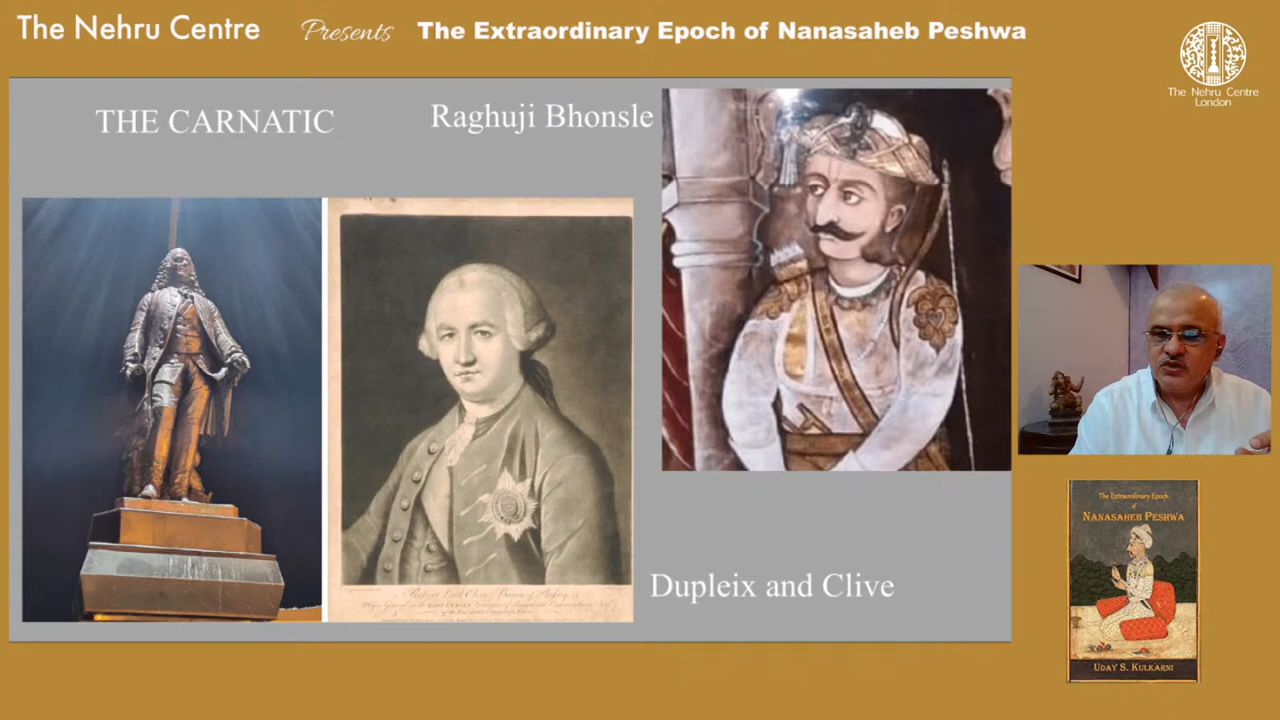 The Nehru Centre Presents The Extraordinary Epoch of Nanasaheb Peshwa
The Nehru Centre
London
THE CARNATIC
Raghuji Bhonsle
Dupleix and Clive
The Extraordinary Epoch
of
NANASAHEB PESHWA
UDAY S. KULKARNI